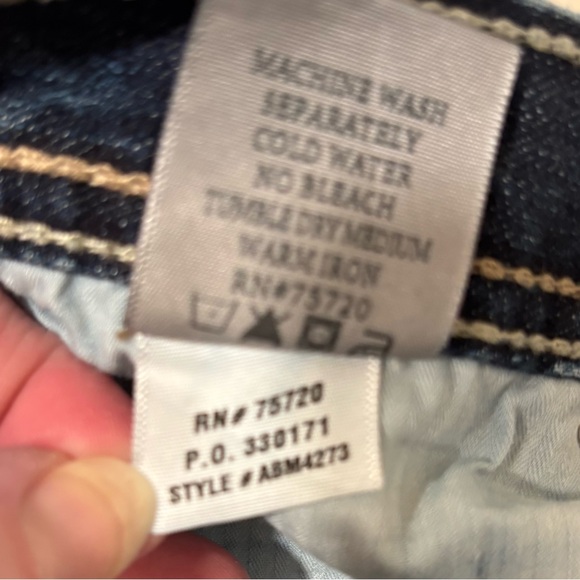 MACHINE WASH
SEPARATELY
COLD WATER
NO BLEACH
TUMBLE DRY MEDIUM
WARM IRON
RN#75720
RN# 75720
P.O. 330171
STYLE # ABM4273